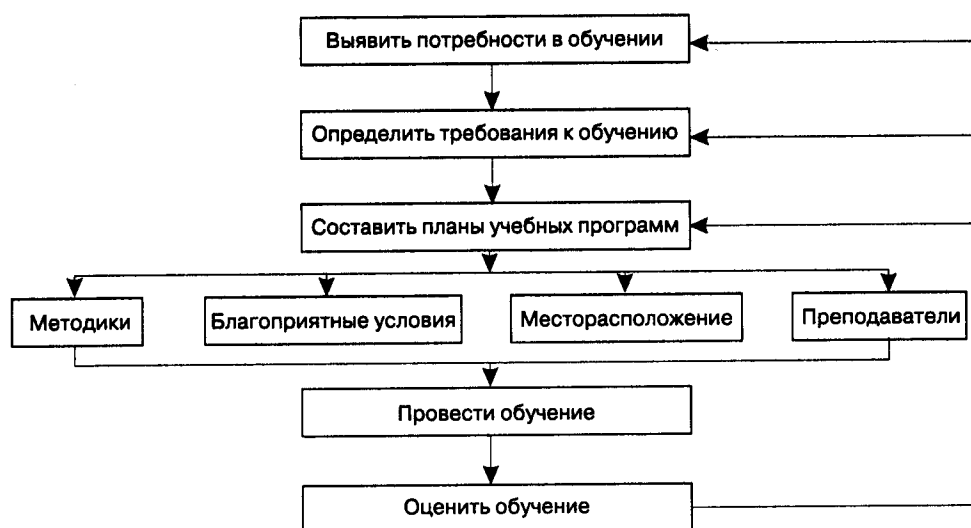 Выявить потребности в обучении
Определить требования к обучению
Составить планы учебных программ
Методики
Благоприятные условия
Месторасположение
Преподаватели
Провести обучение
Оценить обучение